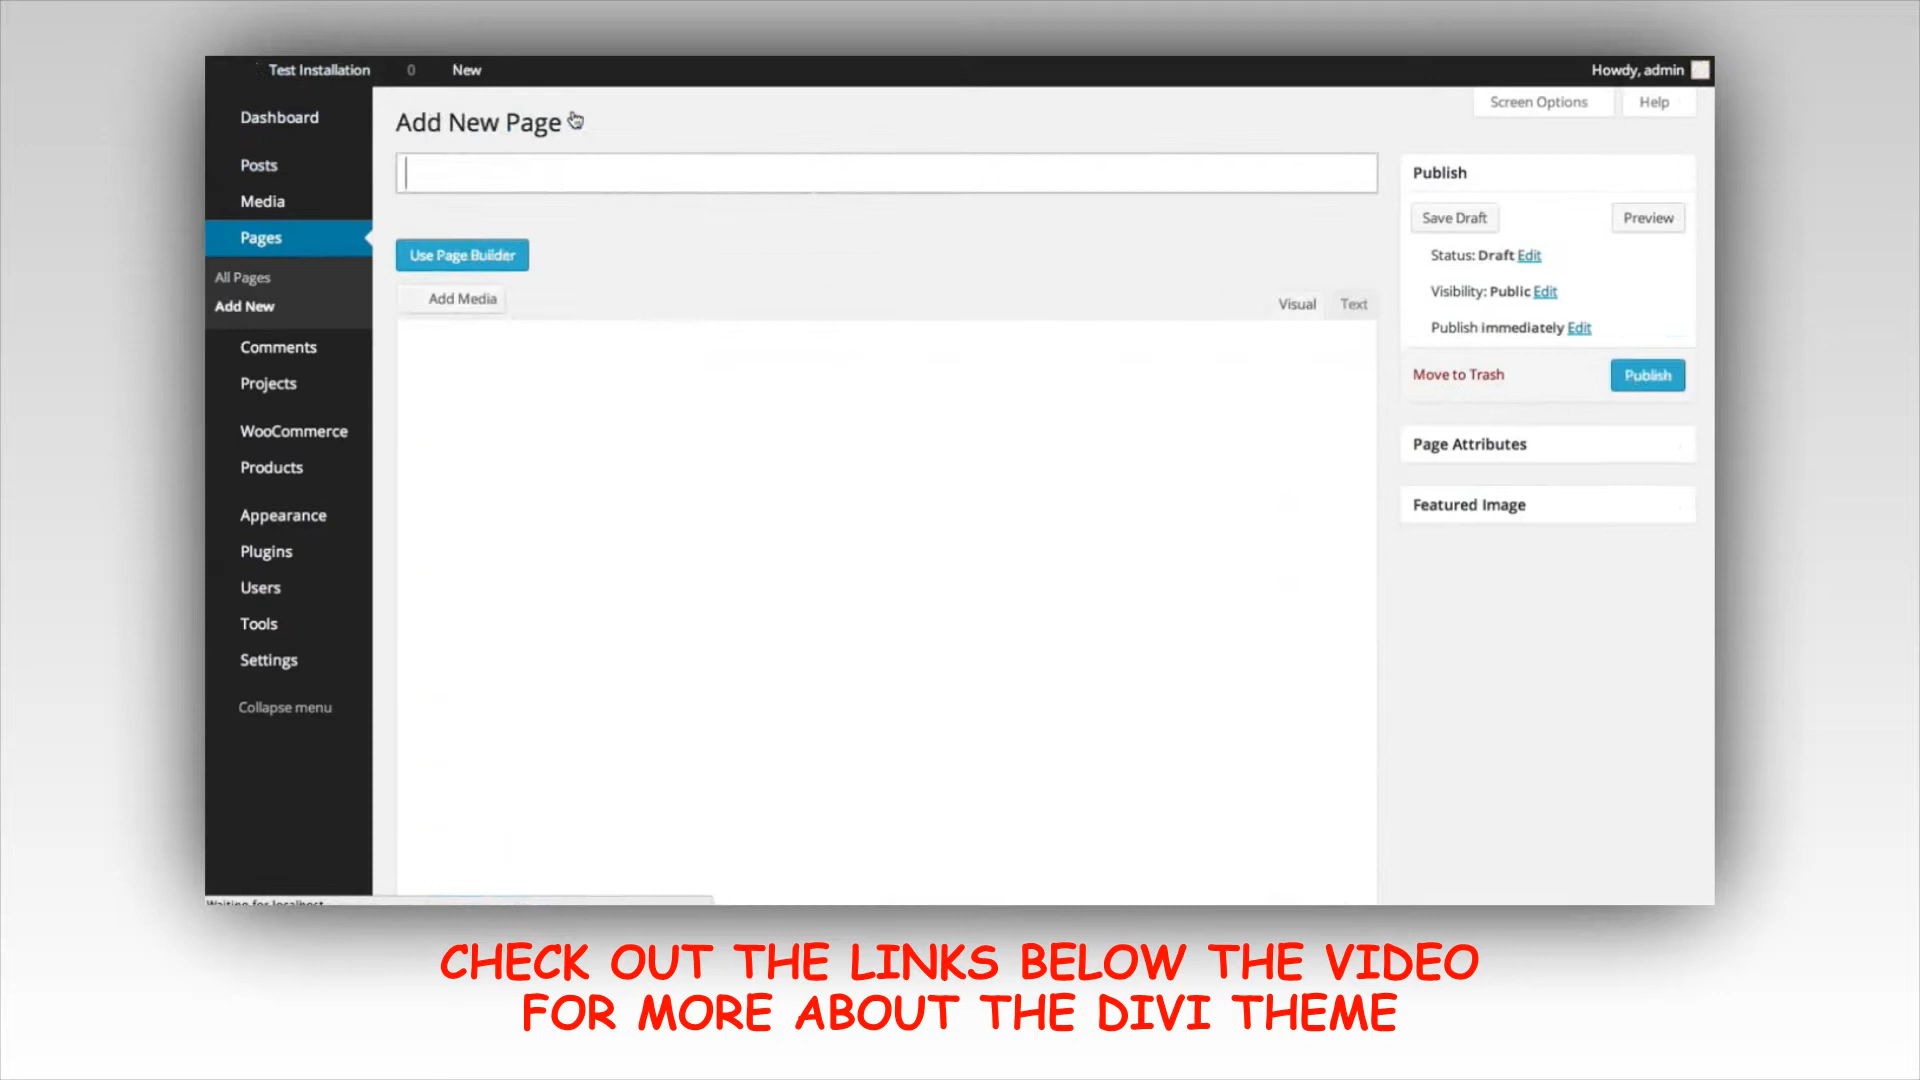 Test Installation 0 New Howdy, admin
Screen Options Help
Dashboard
Posts
Media
Pages
All Pages
Add New
Comments
Projects
WooCommerce
Products
Appearance
Plugins
Users
Tools
Settings
Collapse menu
Add New Page
Use Page Builder
Add Media
Visual Text
Publish
Save Draft Preview
Status: Draft Edit
Visibility: Public Edit
Publish immediately Edit
Move to Trash Publish
Page Attributes
Featured Image
Waiting for localhost...
CHECK OUT THE LINKS BELOW THE VIDEO
FOR MORE ABOUT THE DIVI THEME